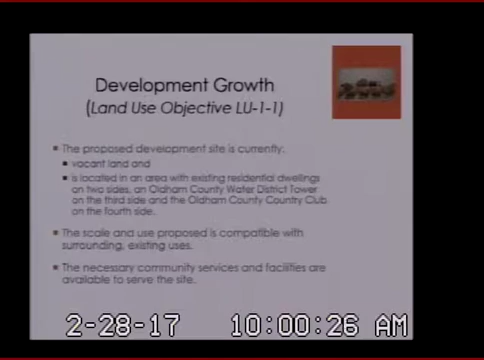 Development Growth
(Land Use Objective LU-1-1)
The proposed development site is currently:
vacant land and
is located in an area with existing residential dwellings
on two sides, an Oldham County Water District Tower
on the third side and the Oldham County Country Club
on the fourth side.
The scale and use proposed is compatible with
surrounding, existing uses.
The necessary community services and facilities are
available to serve the site.
2-28-17 10:00:26 AM